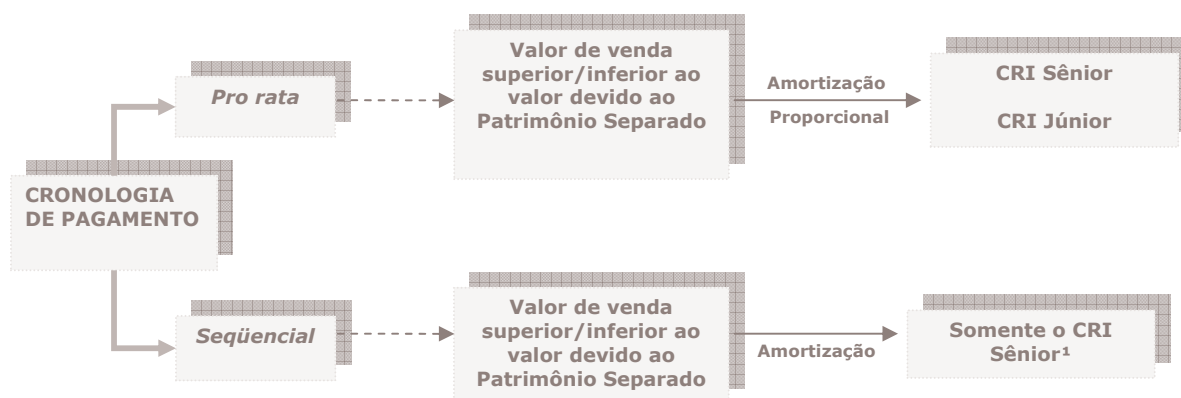 Pro rata
Valor de venda
superior/inferior ao
valor devido ao
Patrimônio Separado
Amortização
Proporcional
CRI Sênior
CRI Júnior
CRONOLOGIA
DE PAGAMENTO
Seqüencial
Valor de venda
superior/inferior ao
valor devido ao
Patrimônio Separado
Amortização
Somente o CRI
Sênior¹